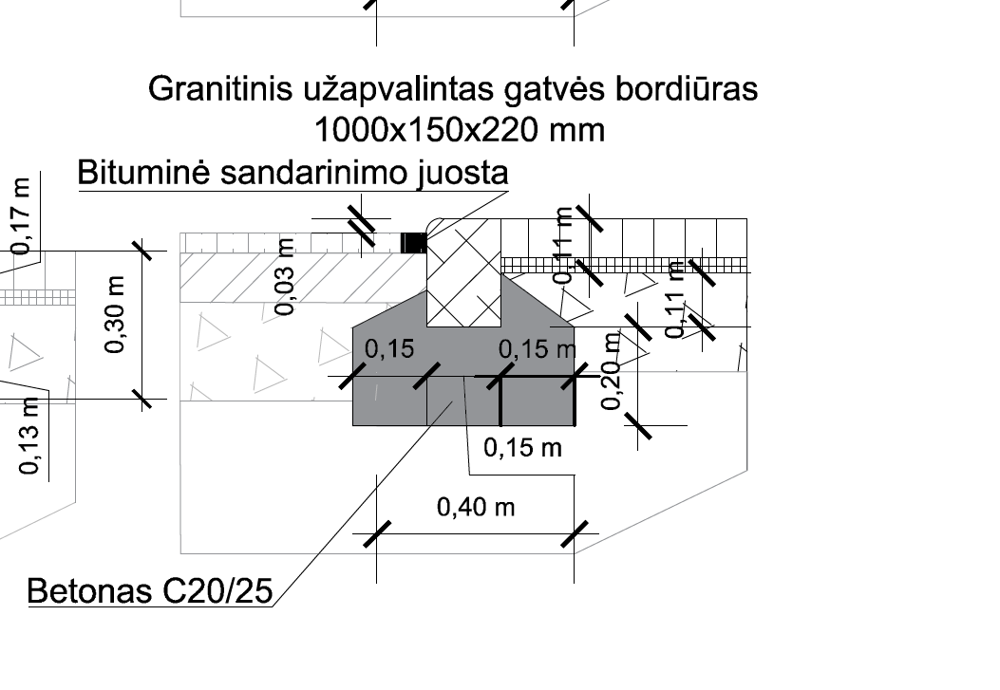 Granitinis užapvalintas gatvės bordiūras
1000x150x220 mm
Bituminė sandarinimo juosta
0,17 m
0,30 m
0,13 m
0,03 m
0,11 m
0,11 m
0,15
0,15 m
0,20 m
0,15 m
0,40 m
Betonas C20/25